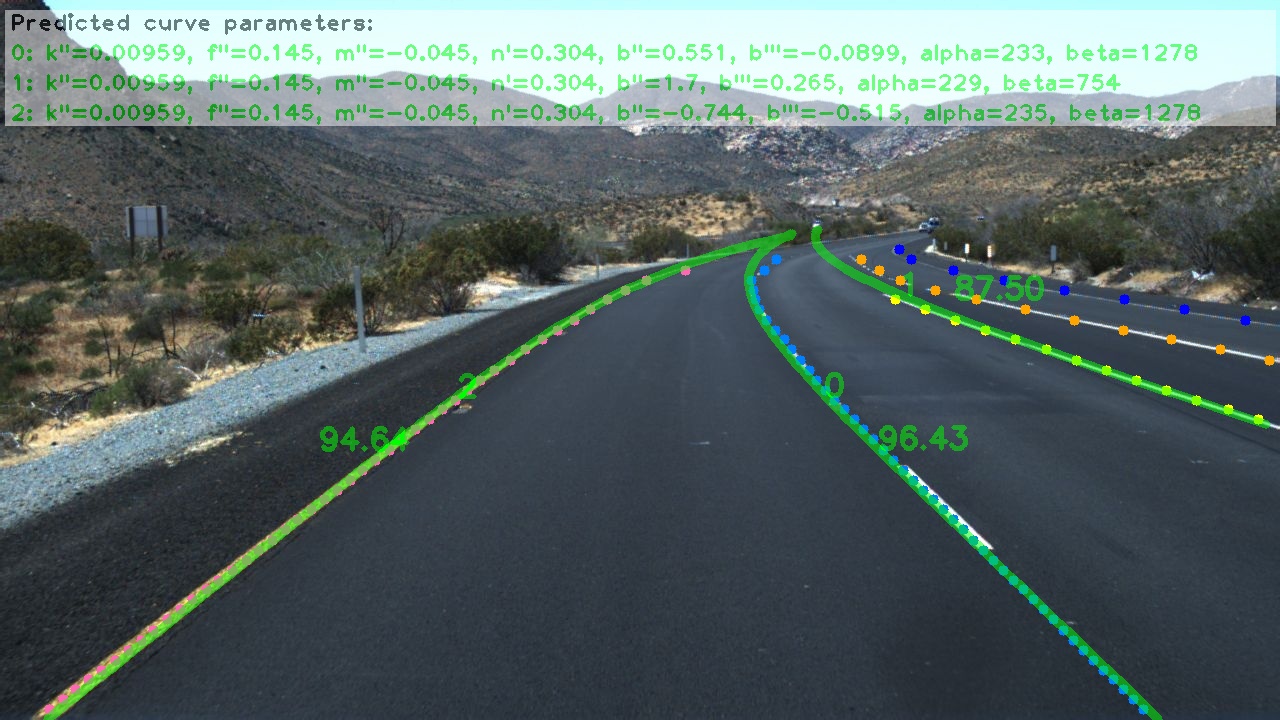 Predicted curve parameters:
0: k''=0.00959, f''=0.145, m''=−0.045, n'=0.304, b''=0.551, b'''=−0.0899, alpha=233, beta=1278
1: k''=0.00959, f''=0.145, m''=−0.045, n'=0.304, b''=1.7, b'''=0.265, alpha=229, beta=754
2: k''=0.00959, f''=0.145, m''=−0.045, n'=0.304, b''=−0.744, b'''=−0.515, alpha=235, beta=1278
1 87.50
2
0
94.64
96.43